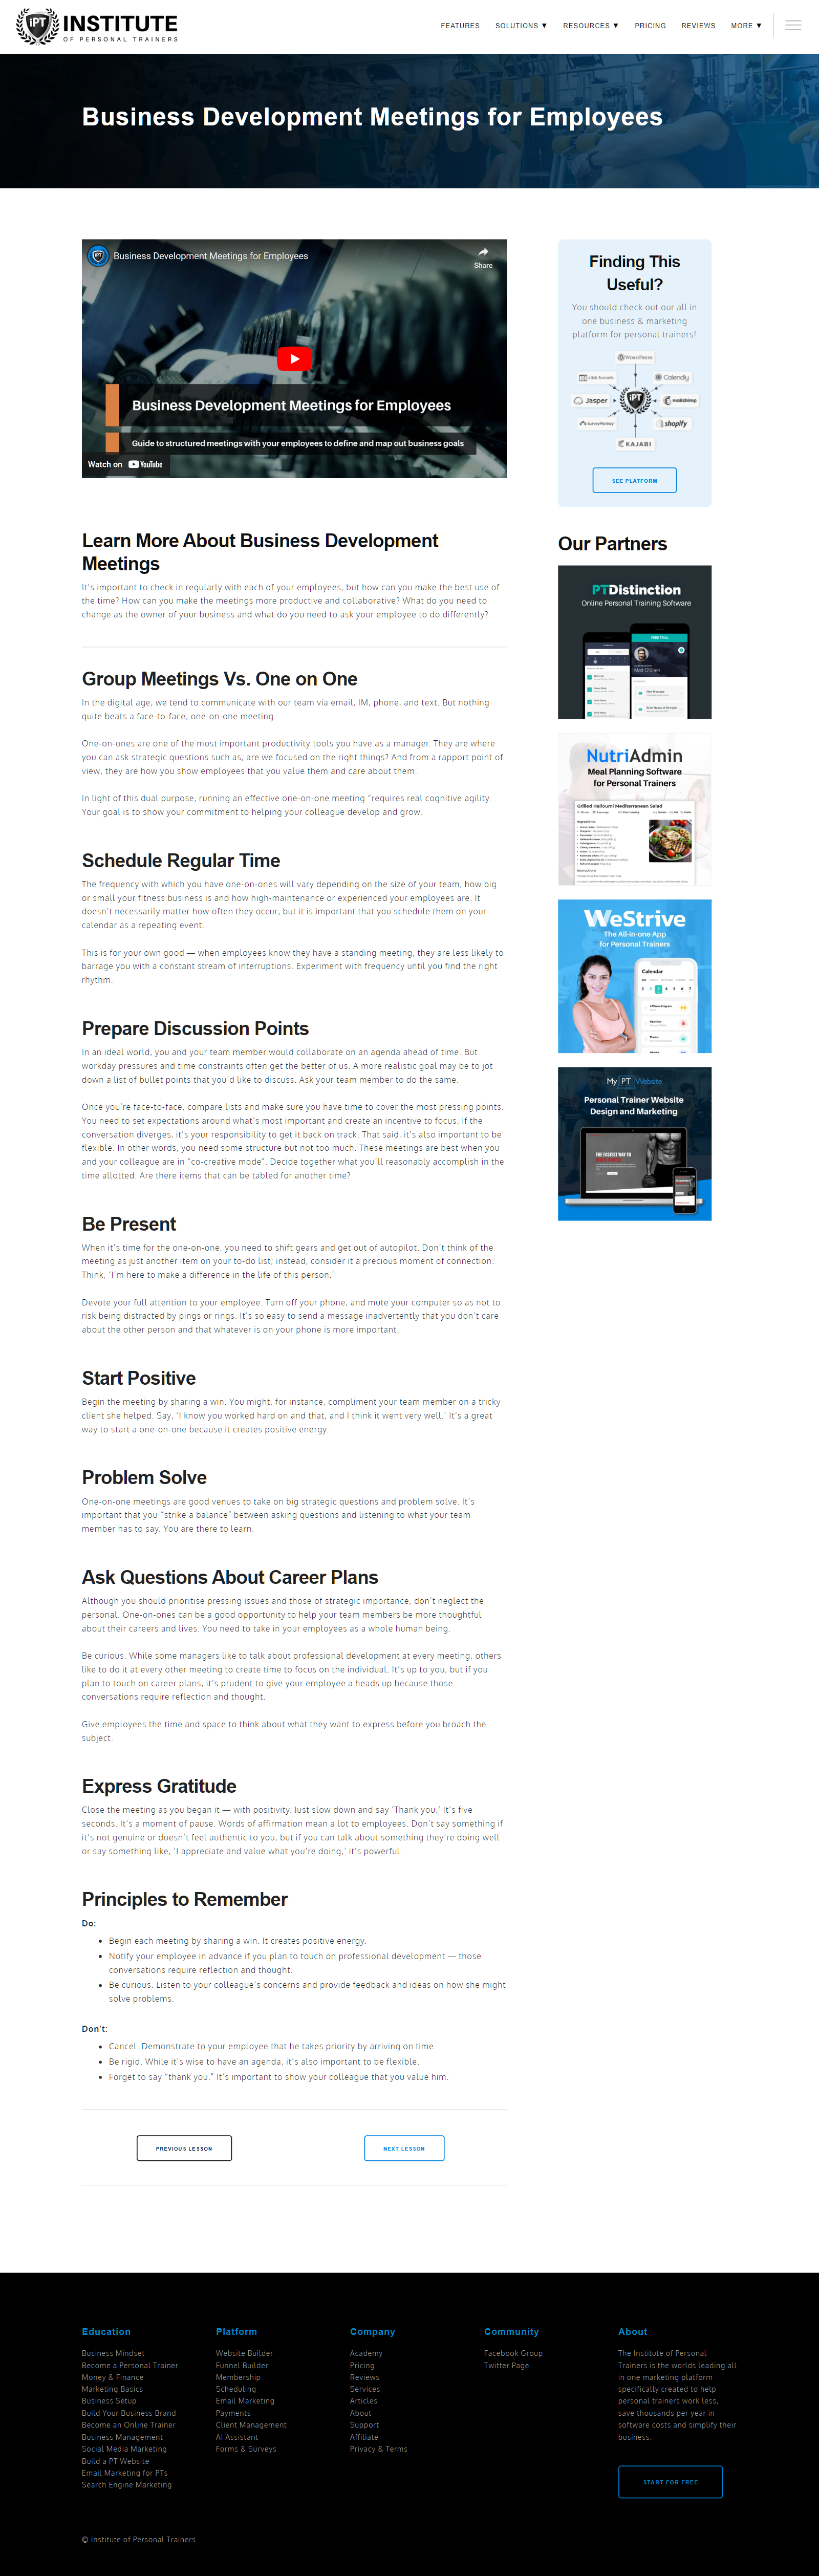 iPT INSTITUTE
OF PERSONAL TRAINERS
FEATURES SOLUTIONS ▼ RESOURCES ▼ PRICING REVIEWS MORE ▼
Business Development Meetings for Employees
Business Development Meetings for Employees
Share
Business Development Meetings for Employees
Guide to structured meetings with your employees to define and map out business goals
Watch on YouTube
Learn More About Business Development
Meetings
It's important to check in regularly with each of your employees, but how can you make the best use of
the time? How can you make the meetings more productive and collaborative? What do you need to
change as the owner of your business and what do you need to ask your employee to do differently?
Group Meetings Vs. One on One
In the digital age, we tend to communicate with our team via email, IM, phone, and text. But nothing
quite beats a face-to-face, one-on-one meeting
One-on-ones are one of the most important productivity tools you have as a manager. They are where
you can ask strategic questions such as, are we focused on the right things? And from a rapport point of
view, they are how you show employees that you value them and care about them.
In light of this dual purpose, running an effective one-on-one meeting "requires real cognitive agility.
Your goal is to show your commitment to helping your colleague develop and grow.
Schedule Regular Time
The frequency with which you have one-on-ones will vary depending on the size of your team, how big
or small your fitness business is and how high-maintenance or experienced your employees are. It
doesn't necessarily matter how often they occur, but it is important that you schedule them on your
calendar as a repeating event.
This is for your own good — when employees know they have a standing meeting, they are less likely to
barrage you with a constant stream of interruptions. Experiment with frequency until you find the right
rhythm.
Prepare Discussion Points
In an ideal world, you and your team member would collaborate on an agenda ahead of time. But
workday pressures and time constraints often get the better of us. A more realistic goal may be to jot
down a list of bullet points that you'd like to discuss. Ask your team member to do the same.
Once you're face-to-face, compare lists and make sure you have time to cover the most pressing points.
You need to set expectations around what's most important and create an incentive to focus. If the
conversation diverges, it's your responsibility to get it back on track. That said, it's also important to be
flexible. In other words, you need some structure but not too much. These meetings are best when you
and your colleague are in "co-creative mode". Decide together what you'll reasonably accomplish in the
time allotted: Are there items that can be tabled for another time?
Be Present
When it's time for the one-on-one, you need to shift gears and get out of autopilot. Don't think of the
meeting as just another item on your to-do list; instead, consider it a precious moment of connection.
Think, 'I'm here to make a difference in the life of this person.'
Devote your full attention to your employee. Turn off your phone, and mute your computer so as not to
risk being distracted by pings or rings. It's so easy to send a message inadvertently that you don't care
about the other person and that whatever is on your phone is more important.
Start Positive
Begin the meeting by sharing a win. You might, for instance, compliment your team member on a tricky
client she helped. Say, 'I know you worked hard on and that, and I think it went very well.' It's a great
way to start a one-on-one because it creates positive energy.
Problem Solve
One-on-one meetings are good venues to take on big strategic questions and problem solve. It's
important that you "strike a balance" between asking questions and listening to what your team
member has to say. You are there to learn.
Ask Questions About Career Plans
Although you should prioritise pressing issues and those of strategic importance, don't neglect the
personal. One-on-ones can be a good opportunity to help your team members be more thoughtful
about their careers and lives. You need to take in your employees as a whole human being.
Be curious. While some managers like to talk about professional development at every meeting, others
like to do it at every other meeting to create time to focus on the individual. It's up to you, but if you
plan to touch on career plans, it's prudent to give your employee a heads up because those
conversations require reflection and thought.
Give employees the time and space to think about what they want to express before you broach the
subject.
Express Gratitude
Close the meeting as you began it — with positivity. Just slow down and say 'Thank you.' It's five
seconds. It's a moment of pause. Words of affirmation mean a lot to employees. Don't say something if
it's not genuine or doesn't feel authentic to you, but if you can talk about something they're doing well
or say something like, 'I appreciate and value what you're doing,' it's powerful.
Principles to Remember
Do:
• Begin each meeting by sharing a win. It creates positive energy.
• Notify your employee in advance if you plan to touch on professional development — those
conversations require reflection and thought.
• Be curious. Listen to your colleague's concerns and provide feedback and ideas on how she might
solve problems.
Don't:
• Cancel. Demonstrate to your employee that he takes priority by arriving on time.
• Be rigid. While it's wise to have an agenda, it's also important to be flexible.
• Forget to say "thank you." It's important to show your colleague that you value him.
PREVIOUS LESSON
NEXT LESSON
Finding This
Useful?
You should check out our all in
one business & marketing
platform for personal trainers!
WORDPRESS
click funnels
Calendly
Jasper
iPT
mailchimp
SurveyMonkey
shopify
KAJABI
SEE PLATFORM
Our Partners
PTDistinction
Online Personal Training Software
FREE TRIAL
NutriAdmin
Meal Planning Software
for Personal Trainers
Grilled Halloumi Mediterranean Salad
Ingredients
Instructions
WeStrive
The All-in-one App
for Personal Trainers
Calendar
My PT Website
Personal Trainer Website
Design and Marketing
THE FASTEST WAY TO
Education
Business Mindset
Become a Personal Trainer
Money & Finance
Marketing Basics
Business Setup
Build Your Business Brand
Become an Online Trainer
Business Management
Social Media Marketing
Build a PT Website
Email Marketing for PTs
Search Engine Marketing
Platform
Website Builder
Funnel Builder
Membership
Scheduling
Email Marketing
Payments
Client Management
AI Assistant
Forms & Surveys
Company
Academy
Pricing
Reviews
Services
Articles
About
Support
Affiliate
Privacy & Terms
Community
Facebook Group
Twitter Page
About
The Institute of Personal
Trainers is the worlds leading all
in one marketing platform
specifically created to help
personal trainers work less,
save thousands per year in
software costs and simplify their
business.
START FOR FREE
© Institute of Personal Trainers